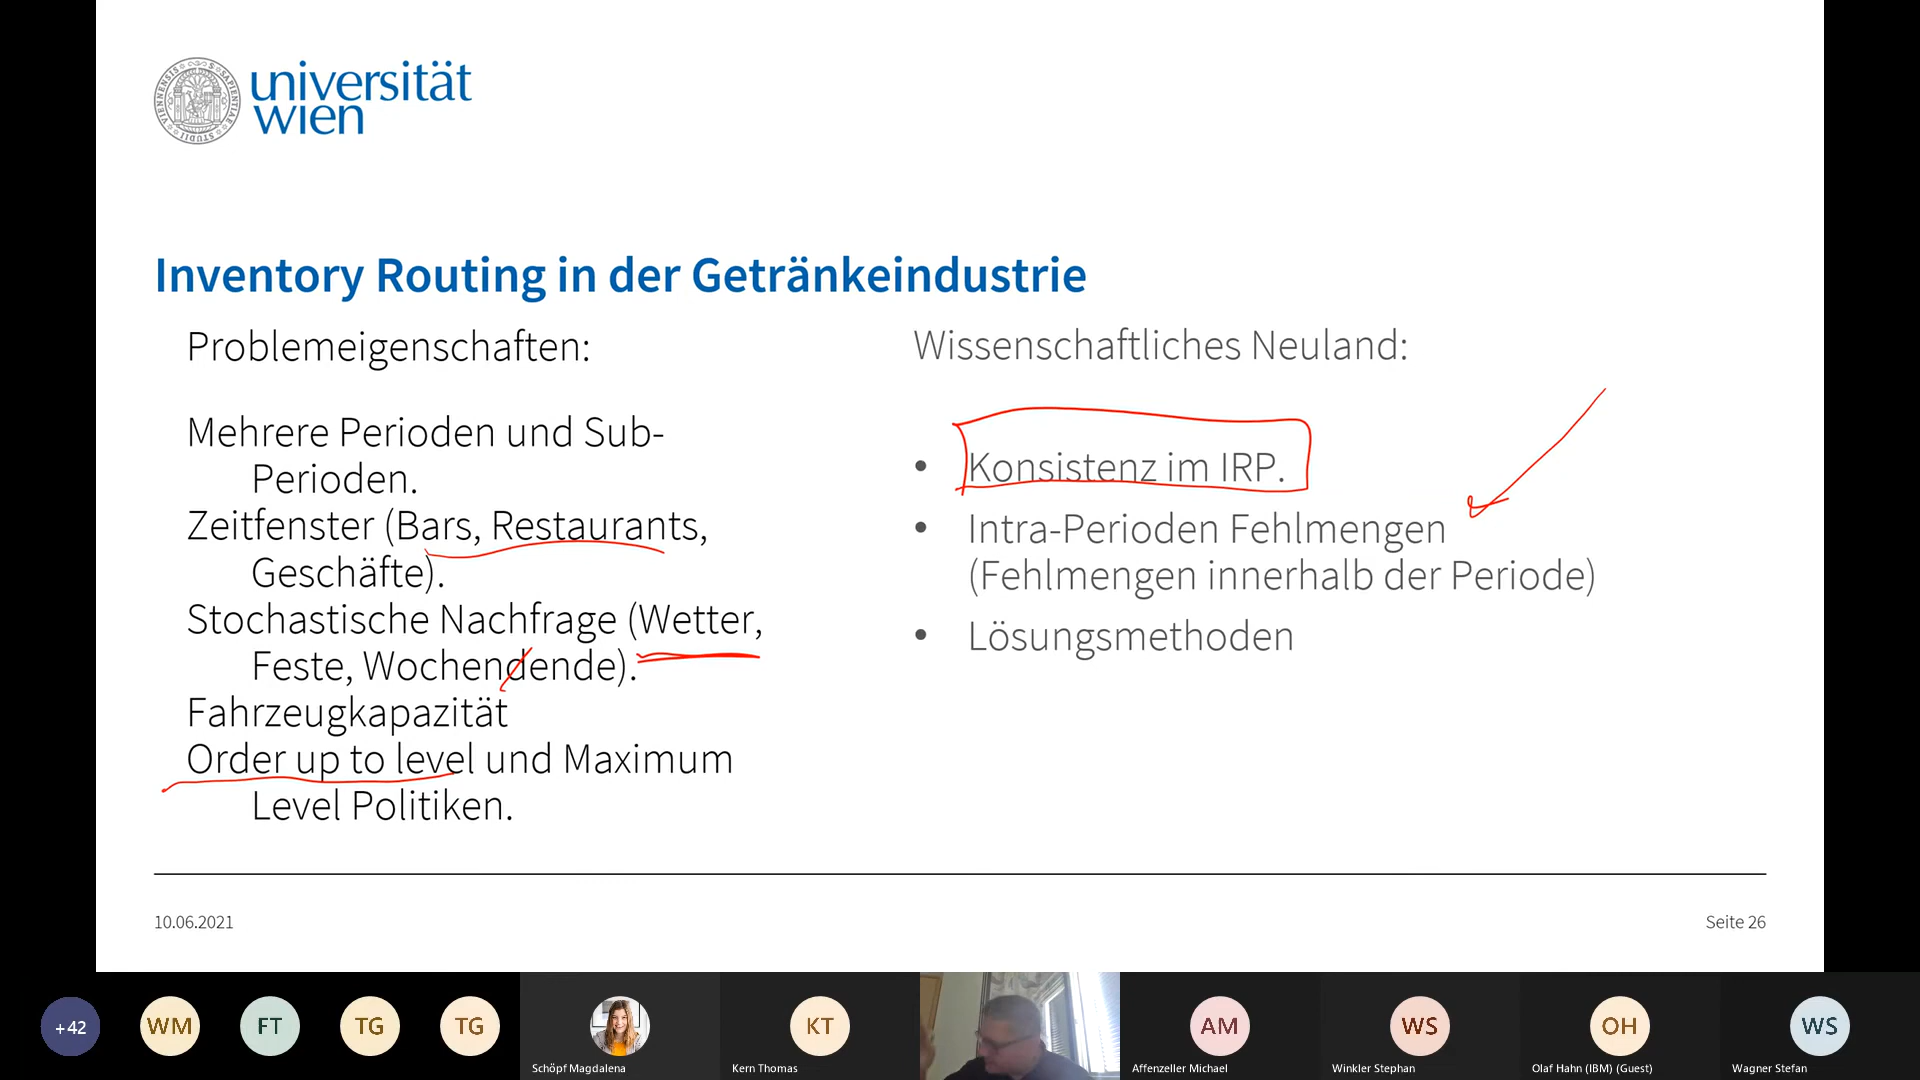 universität
wien
Inventory Routing in der Getränkeindustrie
Problemeigenschaften:
Mehrere Perioden und Sub-
Perioden.
Zeitfenster (Bars, Restaurants,
Geschäfte).
Stochastische Nachfrage (Wetter,
Feste, Wochendende).
Fahrzeugkapazität
Order up to level und Maximum
Level Politiken.
Wissenschaftliches Neuland:
• Konsistenz im IRP.
• Intra-Perioden Fehlmengen
(Fehlmengen innerhalb der Periode)
• Lösungsmethoden
10.06.2021
Seite 26
+42
WM
FT
TG
TG
Schöpf Magdalena
KT
Kern Thomas
AM
Affenzeller Michael
WS
Winkler Stephan
OH
Olaf Hahn (IBM) (Guest)
WS
Wagner Stefan